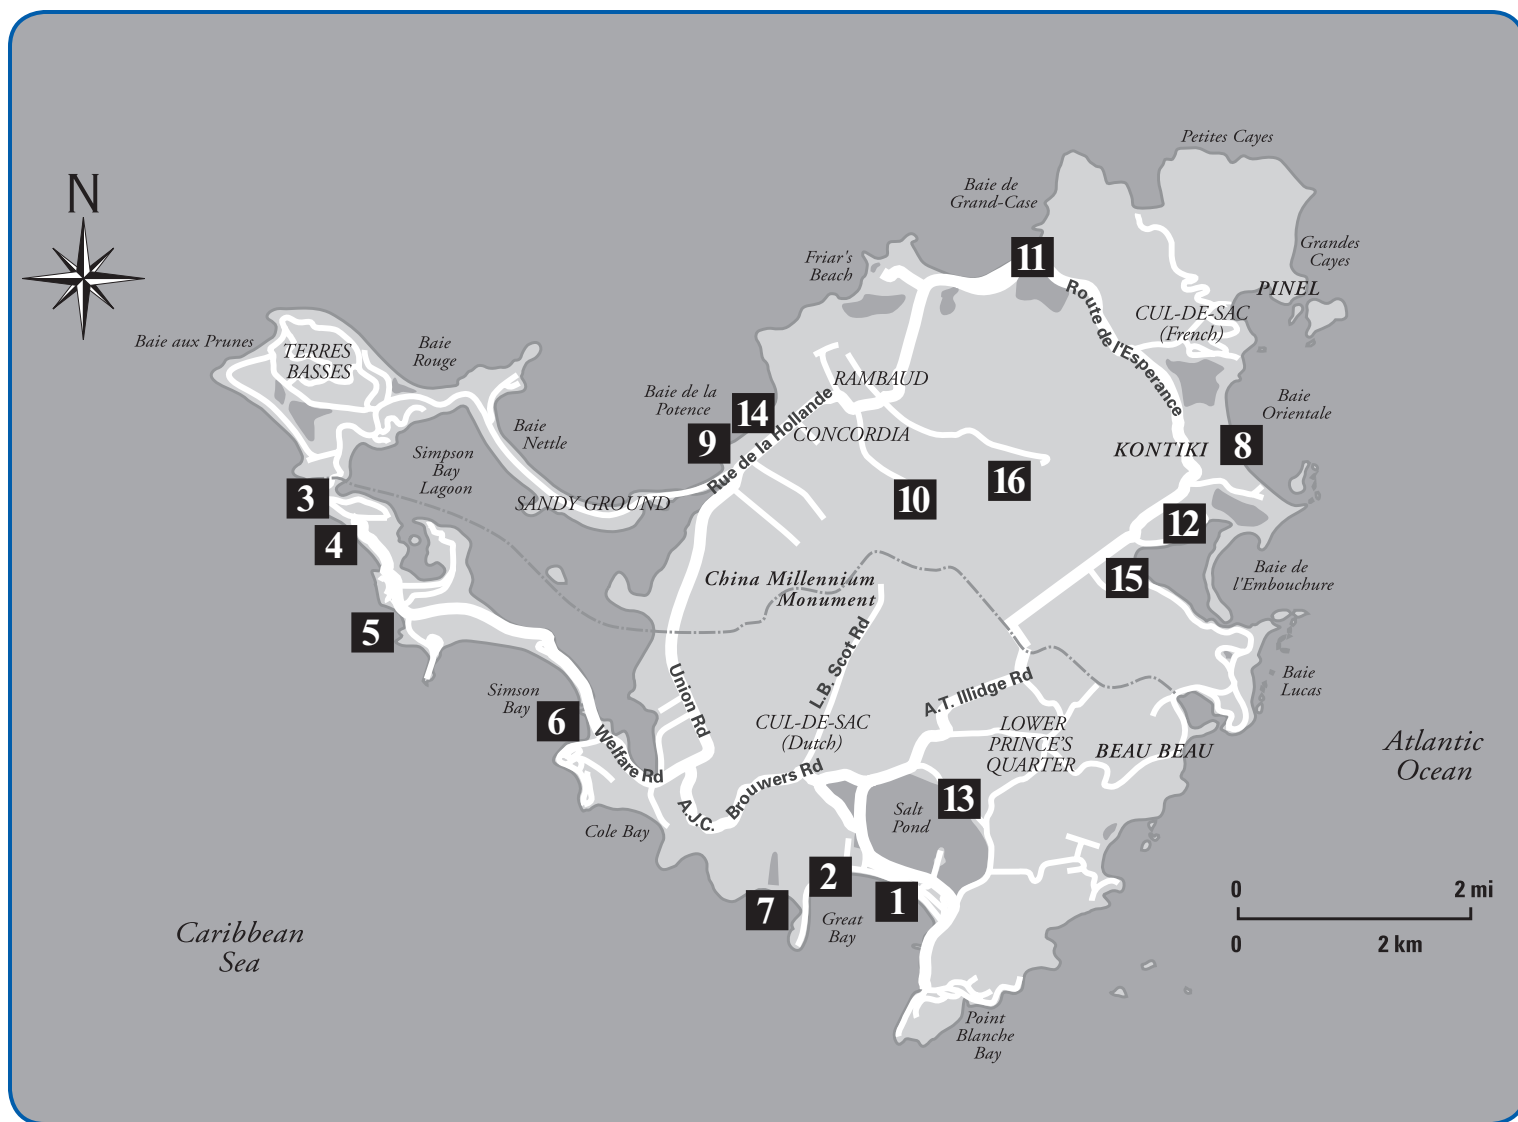 Petites Cayes
N
Baie de
Grand-Case
Grandes
Cayes
11
Friar's
Beach
PINEL
Route de l'Esperance
CUL-DE-SAC
(French)
Baie aux Prunes
TERRES
BASSES
Baie
Rouge
RAMBAUD
Baie de la
Potence
14
Baie
Orientale
Rue de la Hollande
Baie
Nettle
9
CONCORDIA
KONTIKI
8
Simpson
Bay
Lagoon
16
3
SANDY GROUND
10
12
4
China Millennium
Monument
15
Baie de
l'Embouchure
5
L.B. Scot Rd
Union Rd
A.T. Illidge Rd
Baie
Lucas
Simson
Bay
6
CUL-DE-SAC
(Dutch)
LOWER
PRINCE'S
QUARTER
BEAU BEAU
Atlantic
Ocean
Welfare Rd
A.J.C. Brouwers Rd
13
Salt
Pond
Cole Bay
2
1
7
Great
Bay
0 2 mi
0 2 km
Caribbean
Sea
Point
Blanche
Bay